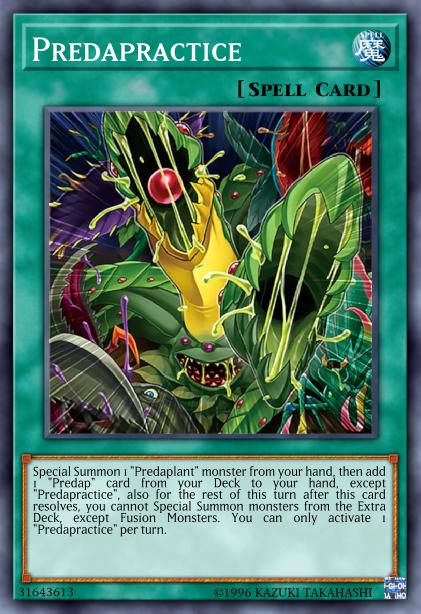 PREDAPRACTICE
SPELL
魔
[SPELL CARD]
Special Summon 1 "Predaplant" monster from your hand, then add
1 "Predap" card from your Deck to your hand, except
"Predapractice", also for the rest of this turn after this card
resolves, you cannot Special Summon monsters from the Extra
Deck, except Fusion Monsters. You can only activate 1
"Predapractice" per turn.
31643613
©1996 KAZUKI TAKAHASHI